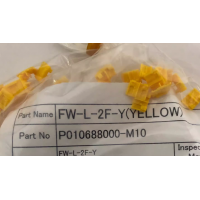 Part Name FW-L-2F-Y(YELLOW)
Part No P010688000-M10
FW-L-2F-Y
Inspec